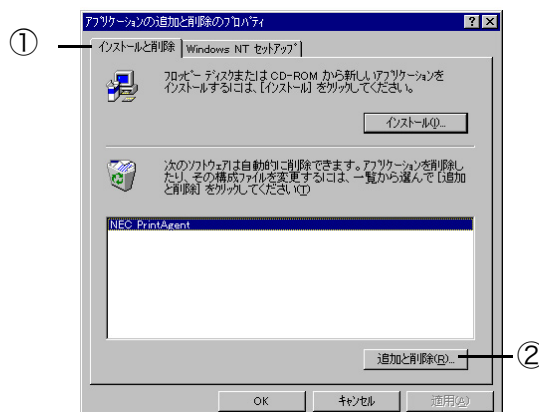 アプリケーションの追加と削除のプロパティ
①
インストールと削除 Windows NT セットアップ
フロッピー ディスクまたは CD-ROM から新しいアプリケーションを
インストールするには、[インストール] をクリックしてください。
インストール(I)...
次のソフトウェアは自動的に削除できます。アプリケーションを削除し
たり、その構成ファイルを変更するには、一覧から選んで [追加
と削除] をクリックしてください(T)
NEC PrintAgent
追加と削除(R)...
②
OK キャンセル 適用(A)